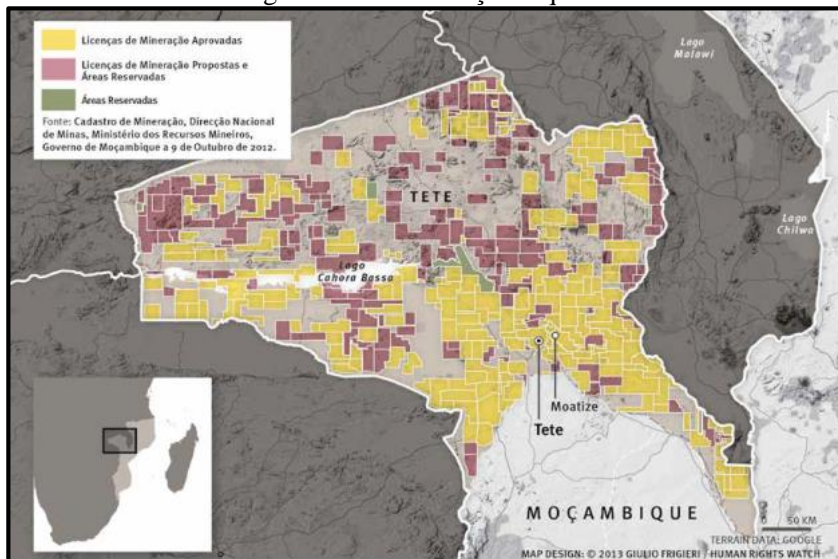 Licenças de Mineração Aprovadas
Licenças de Mineração Propostas e
Áreas Reservadas
Áreas Reservadas
Fonte: Cadastro de Mineração, Direcção Nacional
de Minas, Ministério dos Recursos Mineiros,
Governo de Moçambique a 9 de Outubro de 2012.
Lago
Malawi
TETE
Lago
Chilwa
Lago
Cahora Bassa
Moatize
Tete
MOÇAMBIQUE
0 50 KM
TERRAIN DATA: GOOGLE
MAP DESIGN: © 2013 GIULIO FRIGIERI / HUMAN RIGHTS WATCH